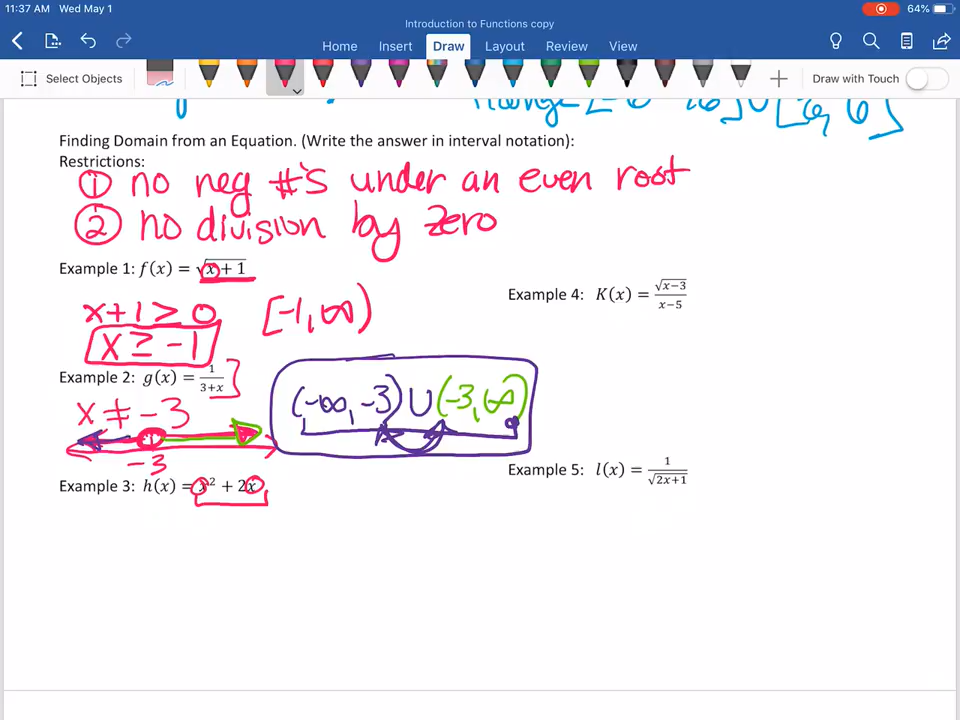 11:37 AM Wed May 1
64%
Introduction to Functions copy
Home Insert Draw Layout Review View
Select Objects
Draw with Touch
Range
Finding Domain from an Equation. (Write the answer in interval notation):
Restrictions:
① no neg #'s under an even root
② no division by zero
Example 1: f(x) = √x + 1
x+1 ≥ 0 [-1, ∞)
x ≥ -1
Example 2: g(x) = 1/3+x
(-∞, -3) ∪ (-3, ∞)
x ≠ -3
-3
Example 3: h(x) = x² + 2x
Example 4: K(x) = √x−3/x−5
Example 5: l(x) = 1/√2x+1